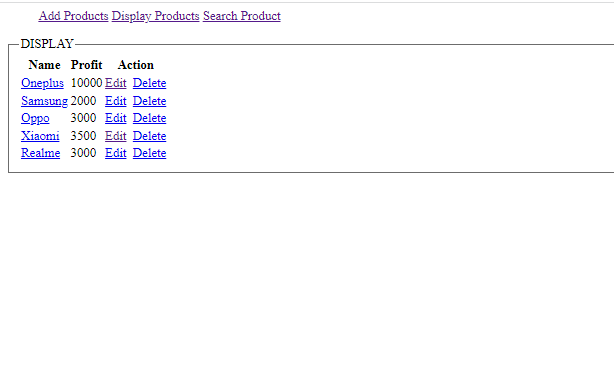 Add Products Display Products Search Product
DISPLAY
Name Profit Action
Oneplus 10000 Edit Delete
Samsung 2000 Edit Delete
Oppo 3000 Edit Delete
Xiaomi 3500 Edit Delete
Realme 3000 Edit Delete